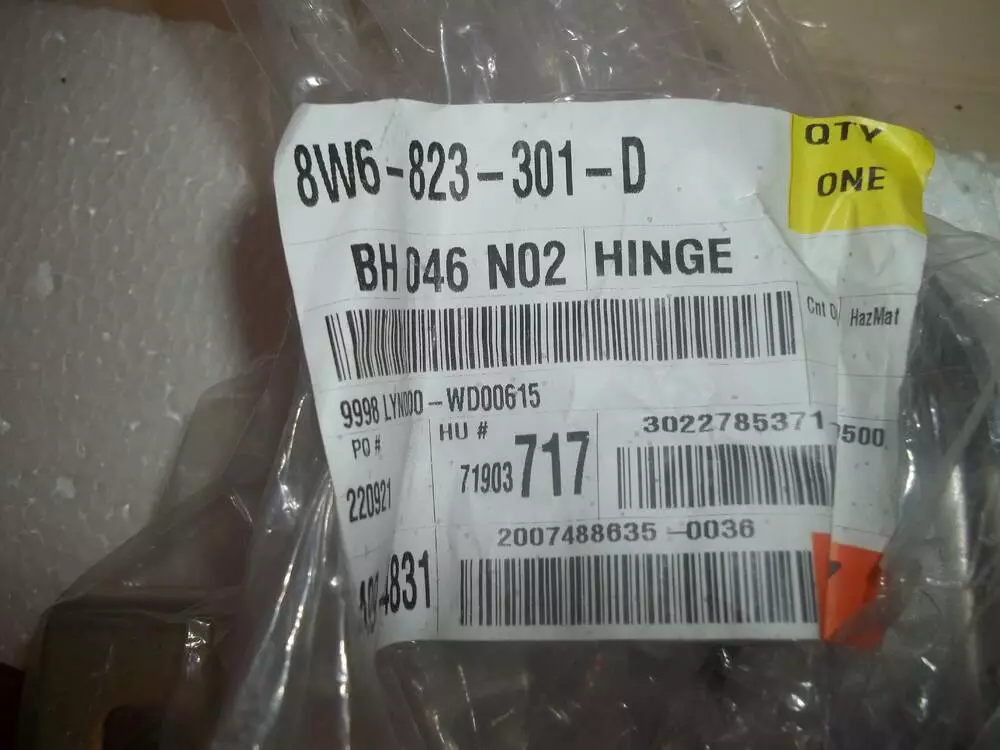 8W6-823-301-D
QTY
ONE
BH 046 N02
HINGE
HazMat
Cnt
-WD00615
9998
PO #
HU #
3022785371
71903 717
220921
2007488635-0036